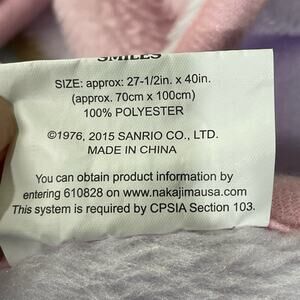 SMILES
SIZE: approx: 27-1/2in. x 40in.
(approx. 70cm x 100cm)
100% POLYESTER
©1976, 2015 SANRIO CO., LTD.
MADE IN CHINA
You can obtain product information by
entering 610828 on www.nakajimausa.com.
This system is required by CPSIA Section 103.